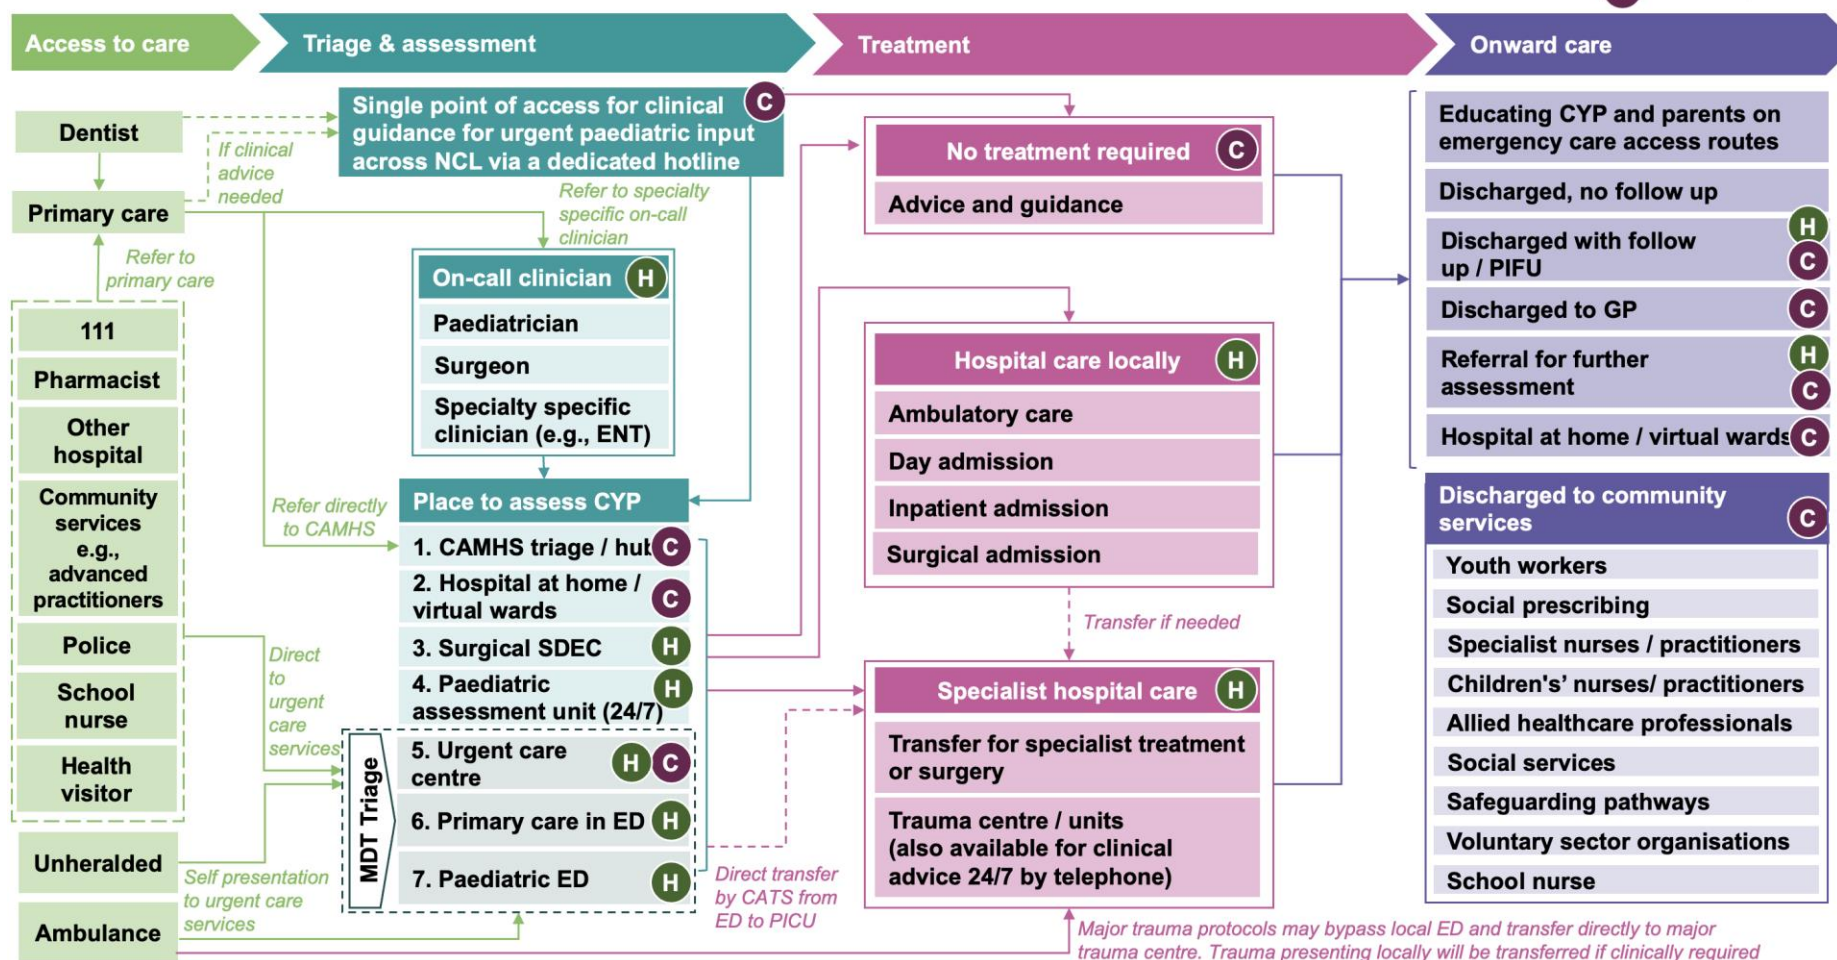 Access to care
Triage & assessment
Treatment
Onward care
Dentist
Primary care
If clinical
advice
needed
Refer to
primary care
111
Pharmacist
Other
hospital
Community
services
e.g.,
advanced
practitioners
Police
School
nurse
Health
visitor
Unheralded
Ambulance
Single point of access for clinical
guidance for urgent paediatric input
across NCL via a dedicated hotline
C
Refer to specialty
specific on-call
clinician
On-call clinician
H
Paediatrician
Surgeon
Specialty specific
clinician (e.g., ENT)
Refer directly
to CAMHS
Place to assess CYP
1. CAMHS triage / hub
C
2. Hospital at home /
virtual wards
C
3. Surgical SDEC
H
4. Paediatric
assessment unit (24/7)
H
Direct
to
urgent
care
services
MDT Triage
5. Urgent care
centre
H
C
6. Primary care in ED
H
7. Paediatric ED
H
Self presentation
to urgent care
services
Direct transfer
by CATS from
ED to PICU
No treatment required
C
Advice and guidance
Hospital care locally
H
Ambulatory care
Day admission
Inpatient admission
Surgical admission
Transfer if needed
Specialist hospital care
H
Transfer for specialist treatment
or surgery
Trauma centre / units
(also available for clinical
advice 24/7 by telephone)
Major trauma protocols may bypass local ED and transfer directly to major
trauma centre. Trauma presenting locally will be transferred if clinically required
Educating CYP and parents on
emergency care access routes
Discharged, no follow up
Discharged with follow
up / PIFU
H
C
Discharged to GP
C
Referral for further
assessment
H
C
Hospital at home / virtual wards
C
Discharged to community
services
C
Youth workers
Social prescribing
Specialist nurses / practitioners
Children's’ nurses/ practitioners
Allied healthcare professionals
Social services
Safeguarding pathways
Voluntary sector organisations
School nurse